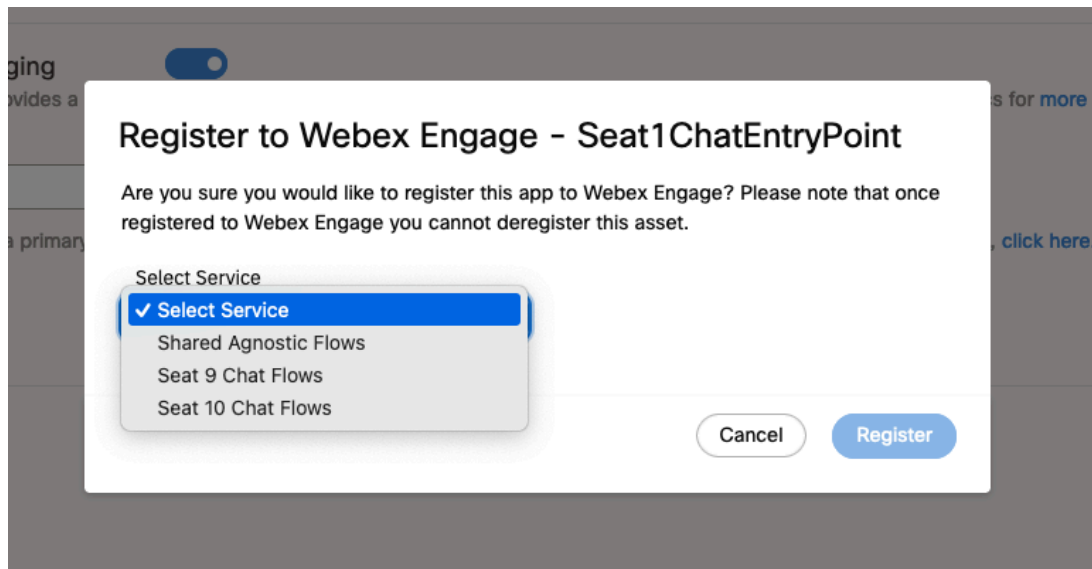 ging
ovides a
s for more
Register to Webex Engage - Seat1ChatEntryPoint
Are you sure you would like to register this app to Webex Engage? Please note that once
registered to Webex Engage you cannot deregister this asset.
a primary
, click here
Select Service
✓ Select Service
Shared Agnostic Flows
Seat 9 Chat Flows
Seat 10 Chat Flows
Cancel
Register